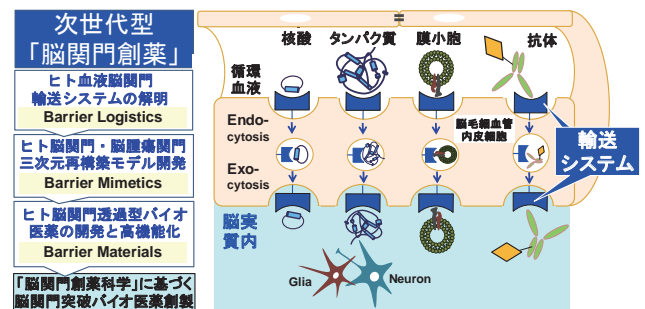 次世代型
「脳関門創薬」
ヒト血液脳関門
輸送システムの解明
Barrier Logistics
ヒト脳関門・脳腫瘍関門
三次元再構築モデル開発
Barrier Mimetics
ヒト脳関門透過型バイオ
医薬の開発と高機能化
Barrier Materials
「脳関門創薬科学」に基づく
脳関門突破バイオ医薬創製
=
核酸
タンパク質
膜小胞
抗体
循環
血液
Endo-
cytosis
脳毛細血管
内皮細胞
輸送
システム
Exo-
cytosis
脳実
質内
Glia
Neuron